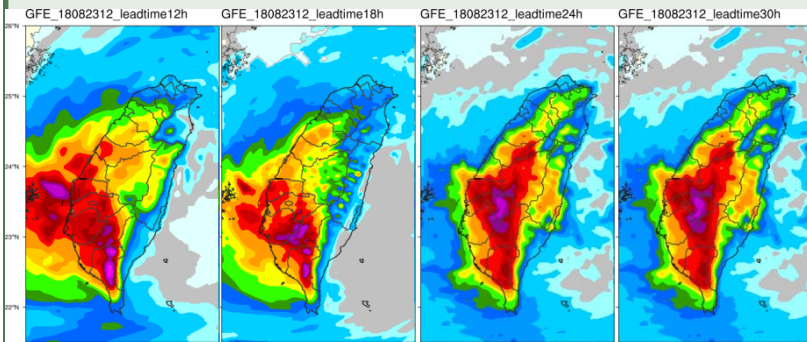 GFE_18082312_leadtime12h
GFE_18082312_leadtime18h
GFE_18082312_leadtime24h
GFE_18082312_leadtime30h
26°N
25°N
24°N
23°N
22°N